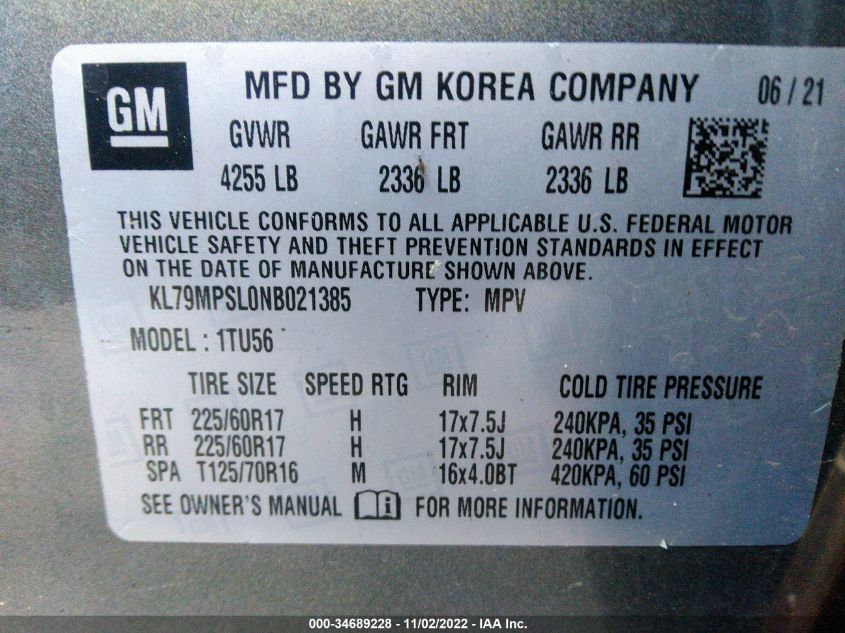 GM
MFD BY GM KOREA COMPANY 06 / 21
GVWR GAWR FRT GAWR RR
4255 LB 2336 LB 2336 LB
THIS VEHICLE CONFORMS TO ALL APPLICABLE U.S. FEDERAL MOTOR
VEHICLE SAFETY AND THEFT PREVENTION STANDARDS IN EFFECT
ON THE DATE OF MANUFACTURE SHOWN ABOVE.
KL79MPSL0NB021385 TYPE: MPV
MODEL : 1TU56
TIRE SIZE SPEED RTG RIM COLD TIRE PRESSURE
FRT 225/60R17 H 17x7.5J 240KPA, 35 PSI
RR 225/60R17 H 17x7.5J 240KPA, 35 PSI
SPA T125/70R16 M 16x4.0BT 420KPA, 60 PSI
SEE OWNER'S MANUAL FOR MORE INFORMATION.
000-34689228 - 11/02/2022 - IAA Inc.